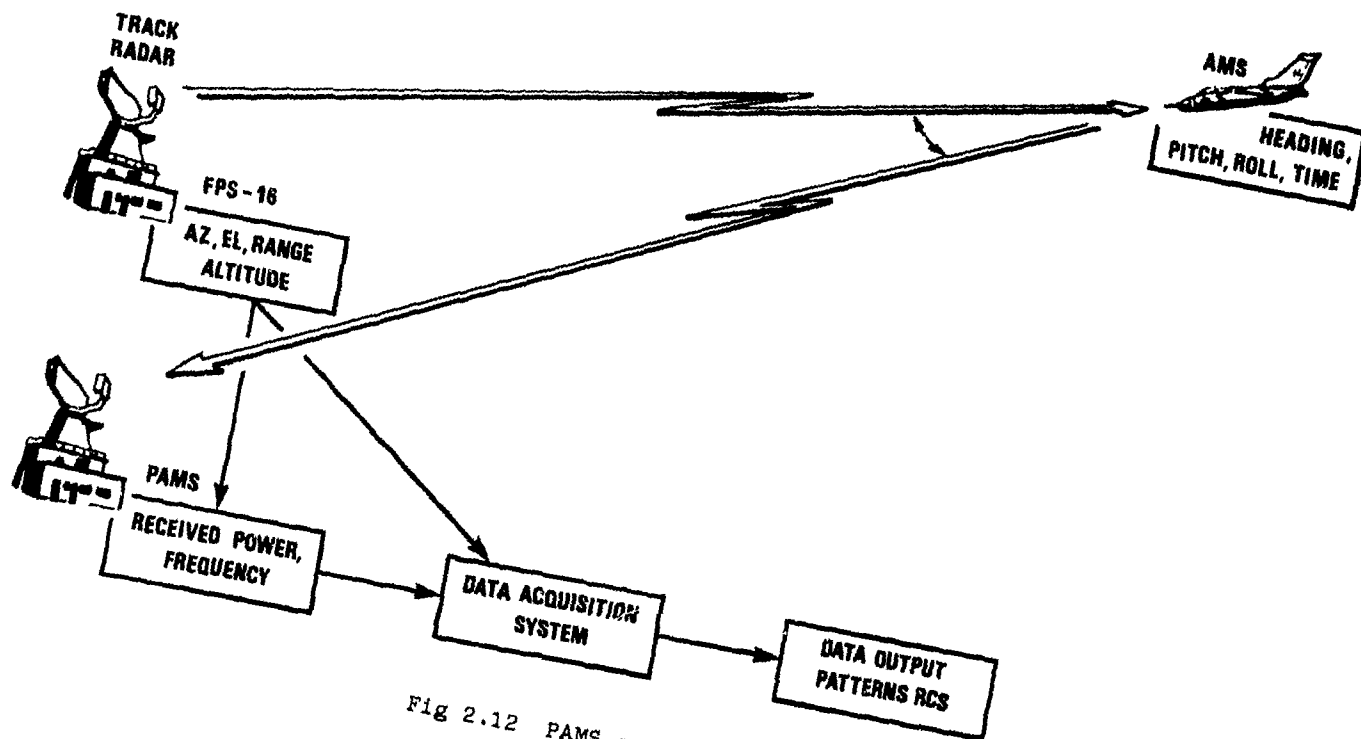 TRACK
RADAR
AMS
HEADING,
PITCH, ROLL, TIME
FPS-16
AZ, EL, RANGE
ALTITUDE
PAMS
RECEIVED POWER,
FREQUENCY
DATA ACQUISITION
SYSTEM
DATA OUTPUT
PATTERNS RCS
Fig 2.12 PAMS